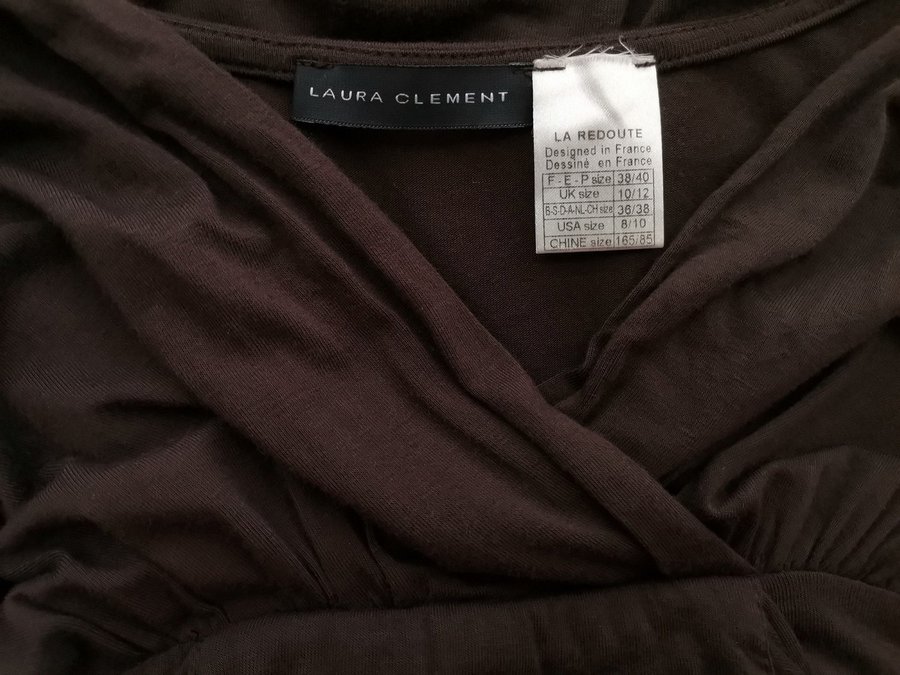 LAURA CLEMENT
LA REDOUTE
Designed in France
Dessiné en France
F - E - P size 38/40
UK size 10/12
B-S-D-A-NL-CH size 36/38
USA size 8/10
CHINE size 165/85